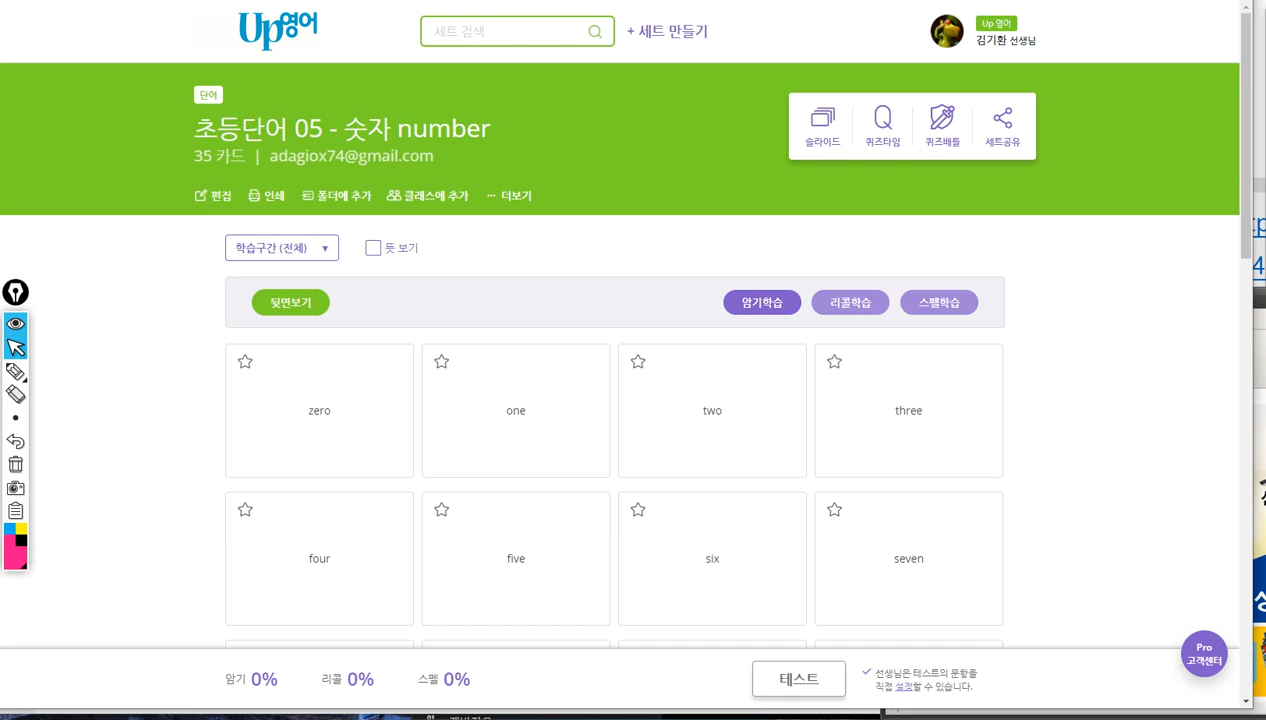 Up영어
세트 검색
+ 세트 만들기
Up 영어
김기환 선생님
단어
초등단어 05 - 숫자 number
35 카드 | adagiox74@gmail.com
슬라이드
퀴즈타임
퀴즈배틀
세트공유
편집 인쇄 폴더에 추가 클래스에 추가 ··· 더보기
학습구간 (전체) ▼
뜻 보기
뒷면보기
암기학습
리콜학습
스펠학습
zero
one
two
three
four
five
six
seven
암기 0%
리콜 0%
스펠 0%
테스트
선생님은 테스트의 문항을
직접 설정할 수 있습니다.
Pro
고객센터